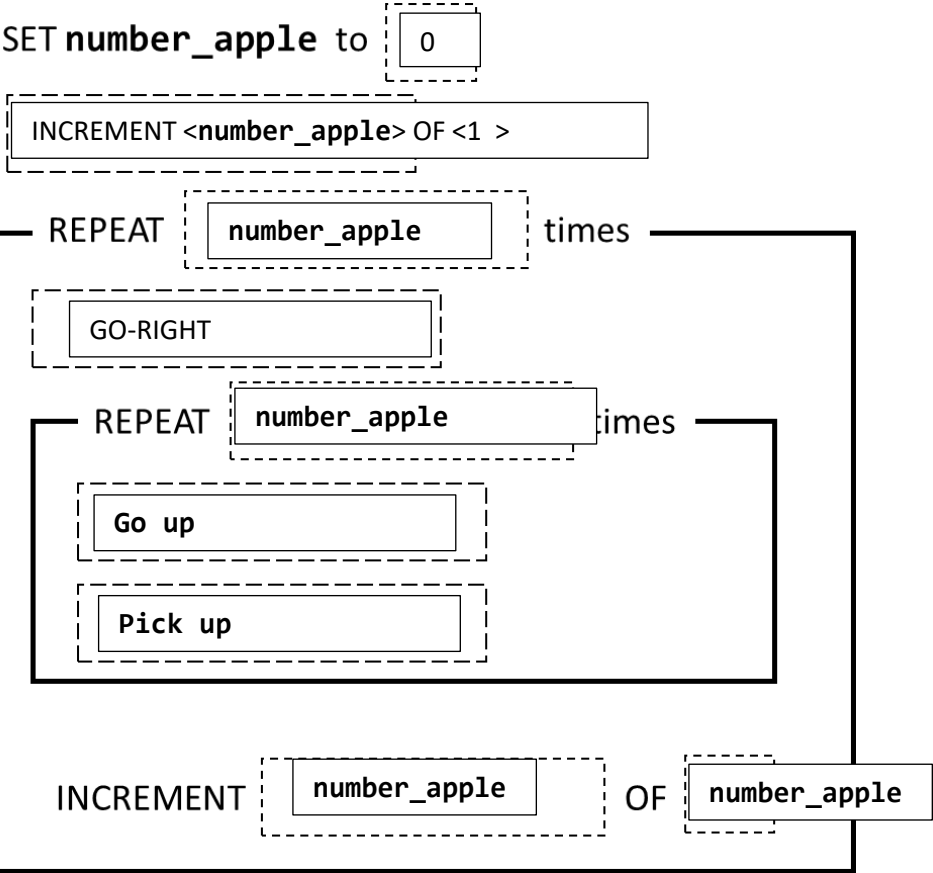 SET number_apple to 0
INCREMENT <number_apple> OF <1 >
REPEAT number_apple times
GO-RIGHT
REPEAT number_apple times
Go up
Pick up
INCREMENT number_apple OF number_apple